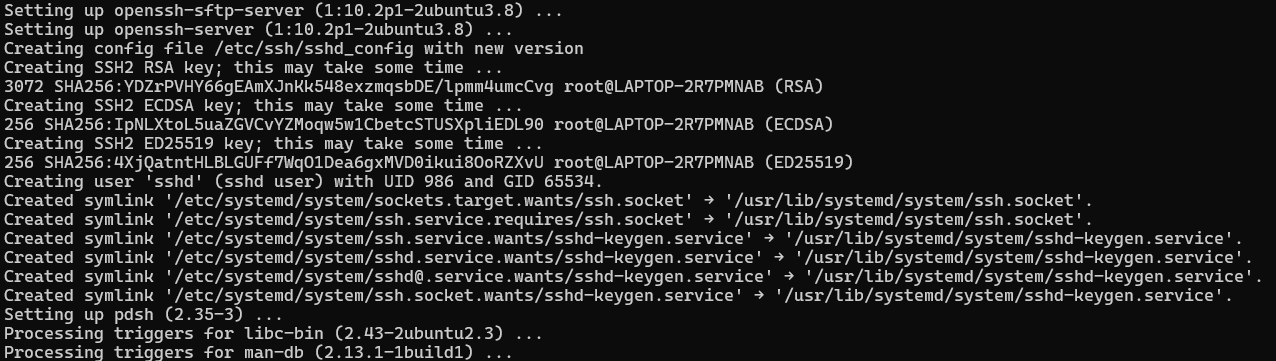 Setting up openssh-sftp-server (1:10.2p1-2ubuntu3.8) ...
Setting up openssh-server (1:10.2p1-2ubuntu3.8) ...
Creating config file /etc/ssh/sshd_config with new version
Creating SSH2 RSA key; this may take some time ...
3072 SHA256:YDZrPVHY66gEAmXJnKk548exzmqsbDE/lpmm4umcCvg root@LAPTOP-2R7PMNAB (RSA)
Creating SSH2 ECDSA key; this may take some time ...
256 SHA256:IpNLXtoL5uaZGVCvYZMoqw5w1CbetcSTUSXpliEDL90 root@LAPTOP-2R7PMNAB (ECDSA)
Creating SSH2 ED25519 key; this may take some time ...
256 SHA256:4XjQatntHLBLGUFf7WqO1Dea6gxMVD0ikui8OoRZXvU root@LAPTOP-2R7PMNAB (ED25519)
Creating user 'sshd' (sshd user) with UID 986 and GID 65534.
Created symlink '/etc/systemd/system/sockets.target.wants/ssh.socket' → '/usr/lib/systemd/system/ssh.socket'.
Created symlink '/etc/systemd/system/ssh.service.requires/ssh.socket' → '/usr/lib/systemd/system/ssh.socket'.
Created symlink '/etc/systemd/system/ssh.service.wants/sshd-keygen.service' → '/usr/lib/systemd/system/sshd-keygen.service'.
Created symlink '/etc/systemd/system/sshd.service.wants/sshd-keygen.service' → '/usr/lib/systemd/system/sshd-keygen.service'.
Created symlink '/etc/systemd/system/sshd@.service.wants/sshd-keygen.service' → '/usr/lib/systemd/system/sshd-keygen.service'.
Created symlink '/etc/systemd/system/ssh.socket.wants/sshd-keygen.service' → '/usr/lib/systemd/system/sshd-keygen.service'.
Setting up pdsh (2.35-3) ...
Processing triggers for libc-bin (2.43-2ubuntu2.3) ...
Processing triggers for man-db (2.13.1-1build1) ...